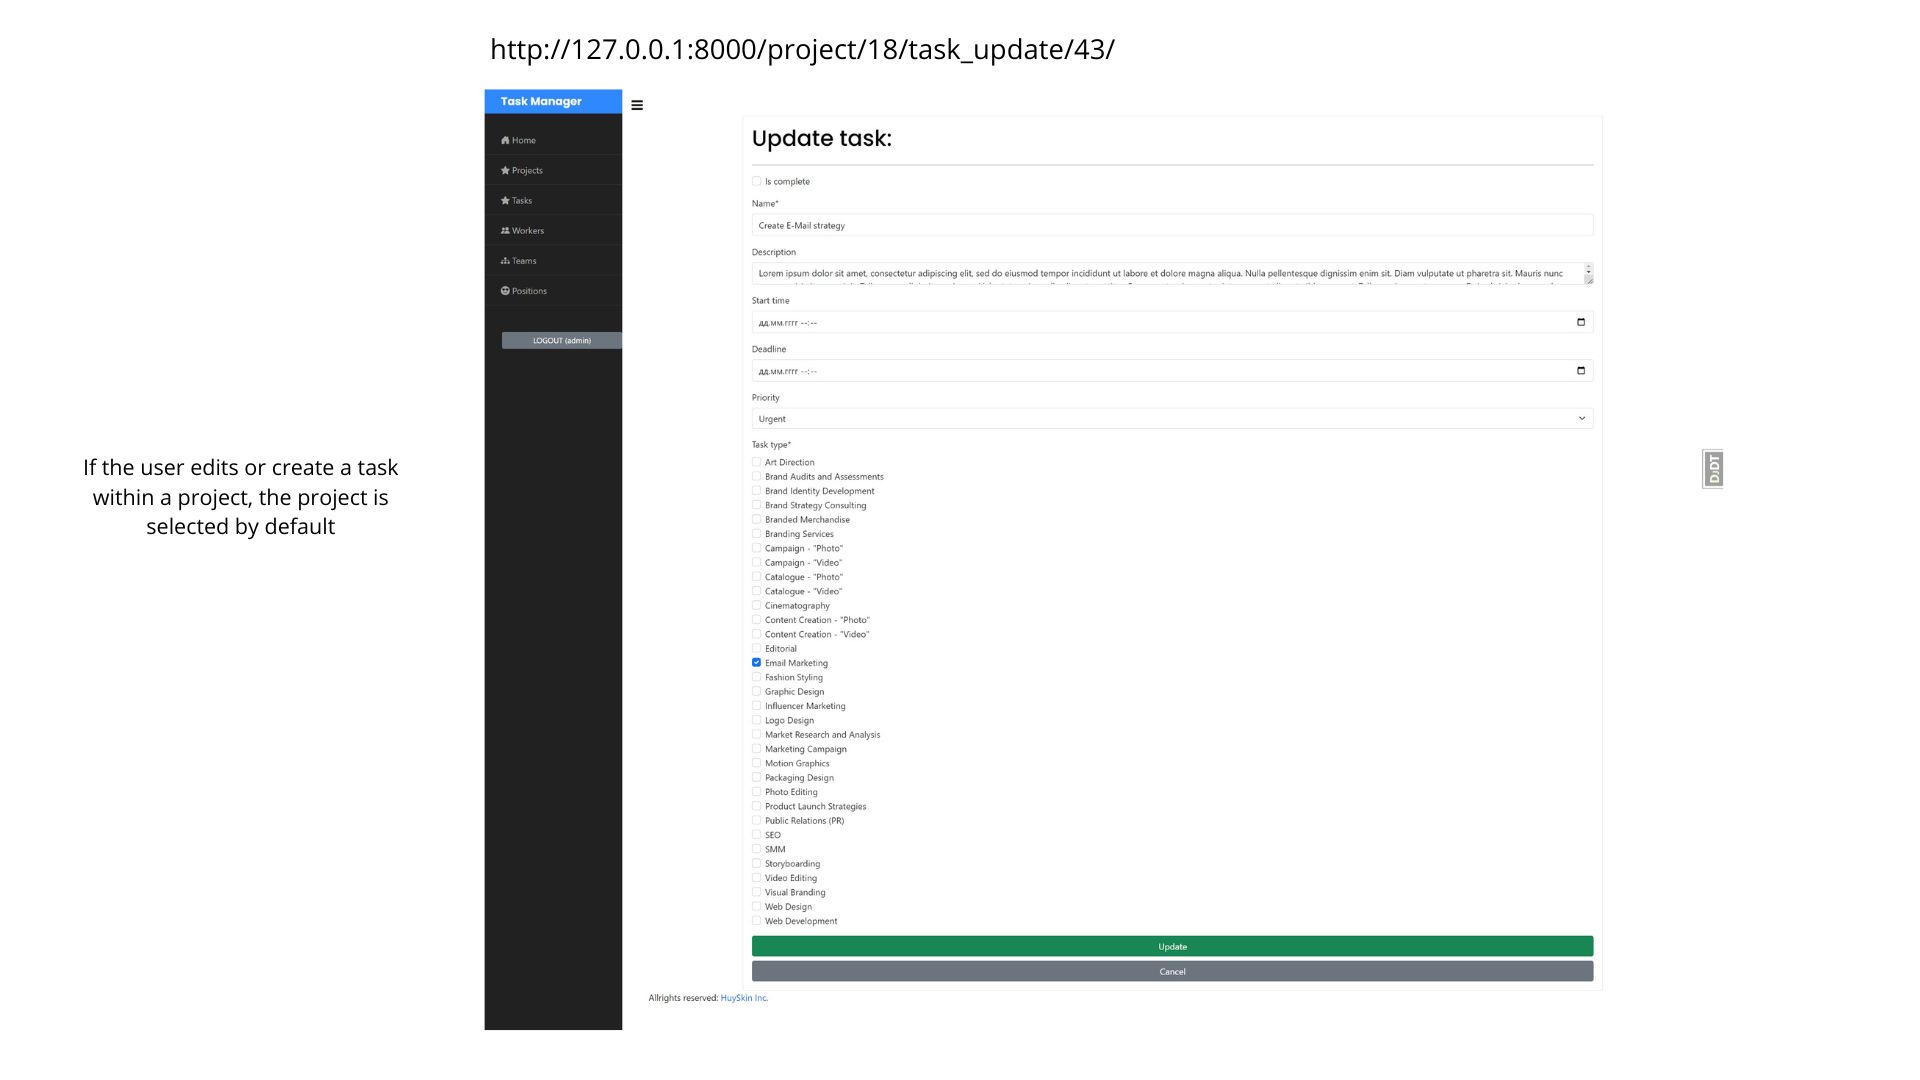 http://127.0.0.1:8000/project/18/task_update/43/
Task Manager
Home
Projects
Tasks
Workers
Teams
Positions
LOGOUT (admin)
If the user edits or create a task
within a project, the project is
selected by default
Update task:
Is complete
Name*
Create E-Mail strategy
Description
Lorem ipsum dolor sit amet, consectetur adipiscing elit, sed do eiusmod tempor incididunt ut labore et dolore magna aliqua. Nulla pellentesque dignissim enim sit. Diam vulputate ut pharetra sit. Mauris nunc
Start time
дд.мм.гггг --:--
Deadline
дд.мм.гггг --:--
Priority
Urgent
Task type*
Art Direction
Brand Audits and Assessments
Brand Identity Development
Brand Strategy Consulting
Branded Merchandise
Branding Services
Campaign - "Photo"
Campaign - "Video"
Catalogue - "Photo"
Catalogue - "Video"
Cinematography
Content Creation - "Photo"
Content Creation - "Video"
Editorial
Email Marketing
Fashion Styling
Graphic Design
Influencer Marketing
Logo Design
Market Research and Analysis
Marketing Campaign
Motion Graphics
Packaging Design
Photo Editing
Product Launch Strategies
Public Relations (PR)
SEO
SMM
Storyboarding
Video Editing
Visual Branding
Web Design
Web Development
Update
Cancel
Allrights reserved: HuySkin Inc.
DJDT